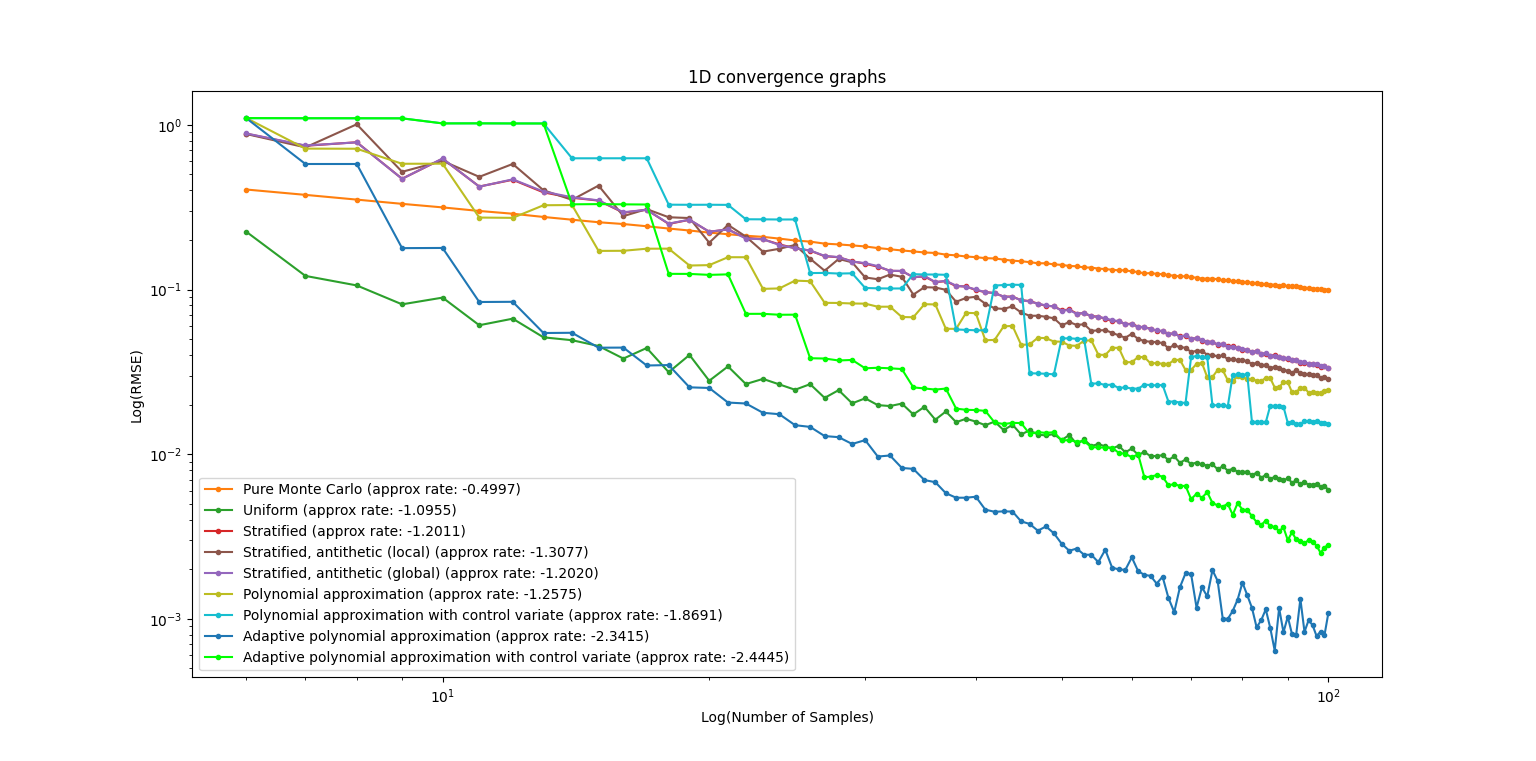 1D convergence graphs
Log(RMSE)
10⁰
10⁻¹
10⁻²
10⁻³
Pure Monte Carlo (approx rate: -0.4997)
Uniform (approx rate: -1.0955)
Stratified (approx rate: -1.2011)
Stratified, antithetic (local) (approx rate: -1.3077)
Stratified, antithetic (global) (approx rate: -1.2020)
Polynomial approximation (approx rate: -1.2575)
Polynomial approximation with control variate (approx rate: -1.8691)
Adaptive polynomial approximation (approx rate: -2.3415)
Adaptive polynomial approximation with control variate (approx rate: -2.4445)
10¹ 10²
Log(Number of Samples)